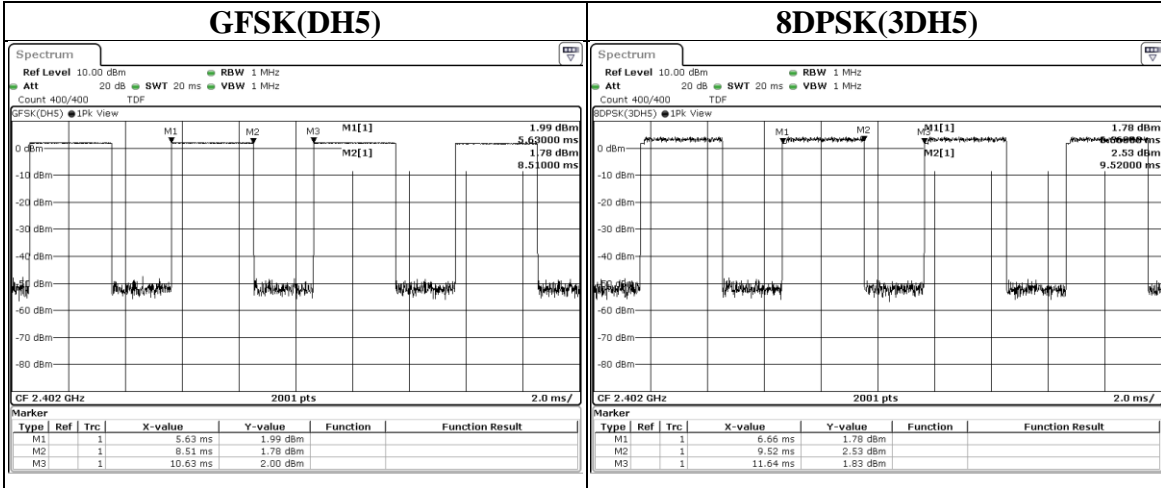 GFSK(DH5)
Spectrum
Ref Level 10.00 dBm RBW 1 MHz
Att 20 dB SWT 20 ms VBW 1 MHz
Count 400/400 TDF
GFSK(DH5) 1Pk View
M1[1] 1.99 dBm
5.63000 ms
M2[1] 1.78 dBm
8.51000 ms
M1 M2 M3
0 dBm
-10 dBm
-20 dBm
-30 dBm
-40 dBm
-60 dBm
-70 dBm
-80 dBm
CF 2.402 GHz 2001 pts 2.0 ms/
Marker
Type Ref Trc X-value Y-value Function Function Result
M1 1 5.63 ms 1.99 dBm
M2 1 8.51 ms 1.78 dBm
M3 1 10.63 ms 2.00 dBm
8DPSK(3DH5)
Spectrum
Ref Level 10.00 dBm RBW 1 MHz
Att 20 dB SWT 20 ms VBW 1 MHz
Count 400/400 TDF
8DPSK(3DH5) 1Pk View
M1[1] 1.78 dBm
M2[1] 2.53 dBm
9.52000 ms
M1 M2 M3
0 dBm
-10 dBm
-20 dBm
-30 dBm
-40 dBm
-60 dBm
-70 dBm
-80 dBm
CF 2.402 GHz 2001 pts 2.0 ms/
Marker
Type Ref Trc X-value Y-value Function Function Result
M1 1 6.66 ms 1.78 dBm
M2 1 9.52 ms 2.53 dBm
M3 1 11.64 ms 1.83 dBm